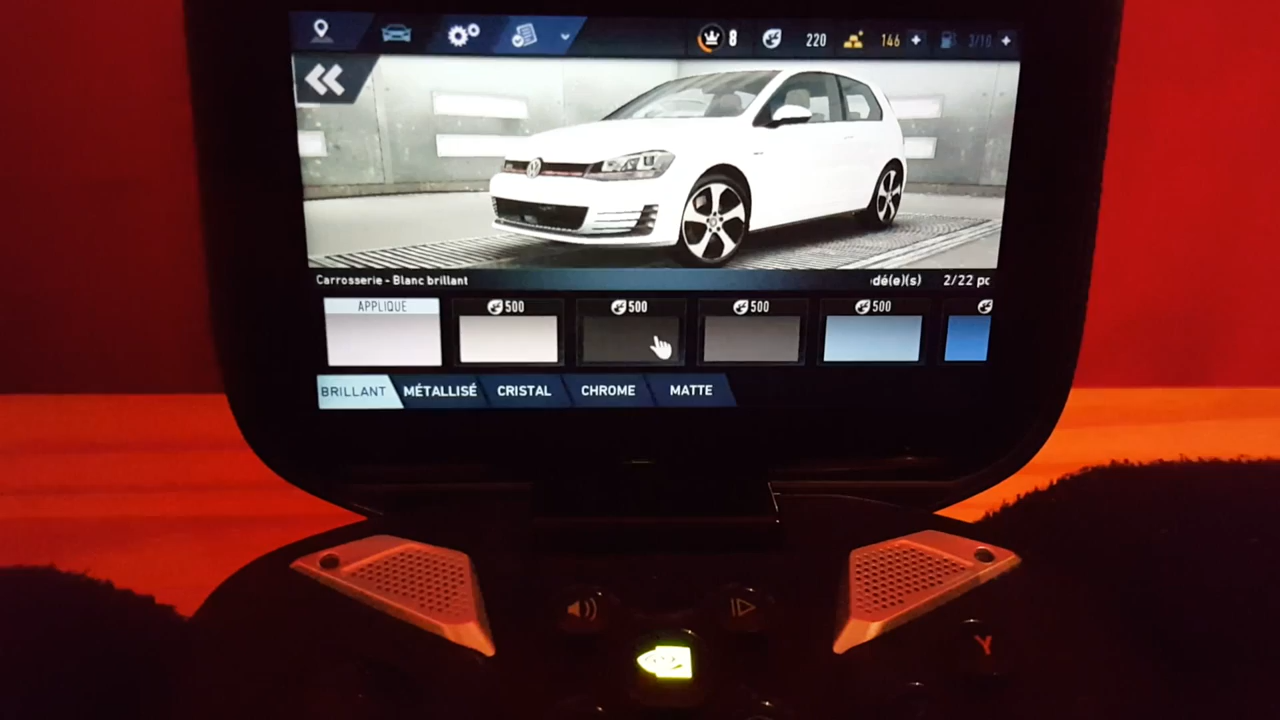 8 220 146 3/10
Carrosserie - Blanc brillant dé(e)(s) 2/22 pc
APPLIQUÉ 500 500 500 500
BRILLANT MÉTALLISÉ CRISTAL CHROME MATTE
Y